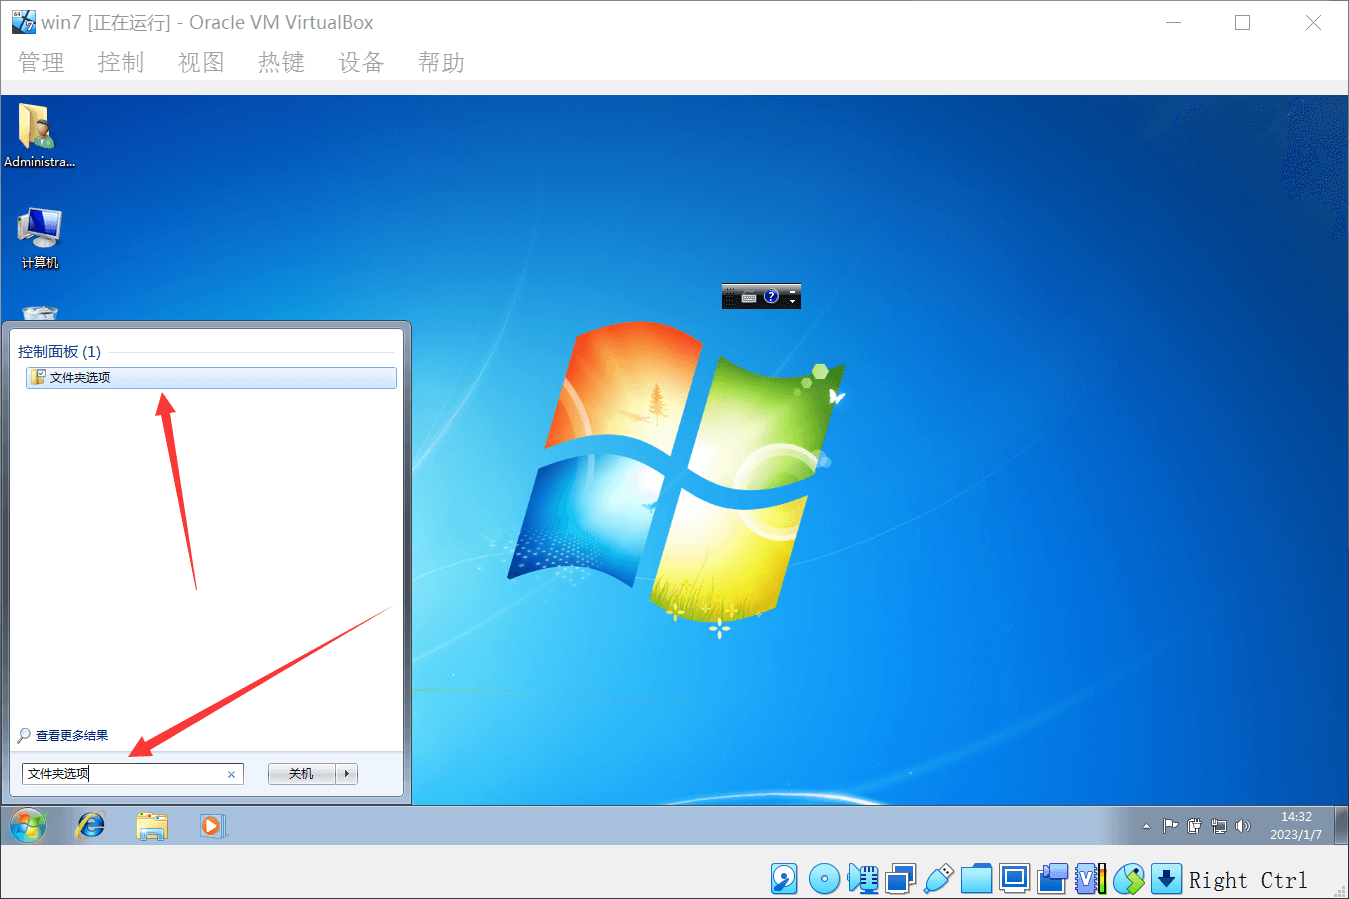 win7 [正在运行] - Oracle VM VirtualBox
管理 控制 视图 热键 设备 帮助
Administra...
计算机
控制面板 (1)
文件夹选项
查看更多结果
文件夹选项
关机
14:32
2023/1/7
Right Ctrl